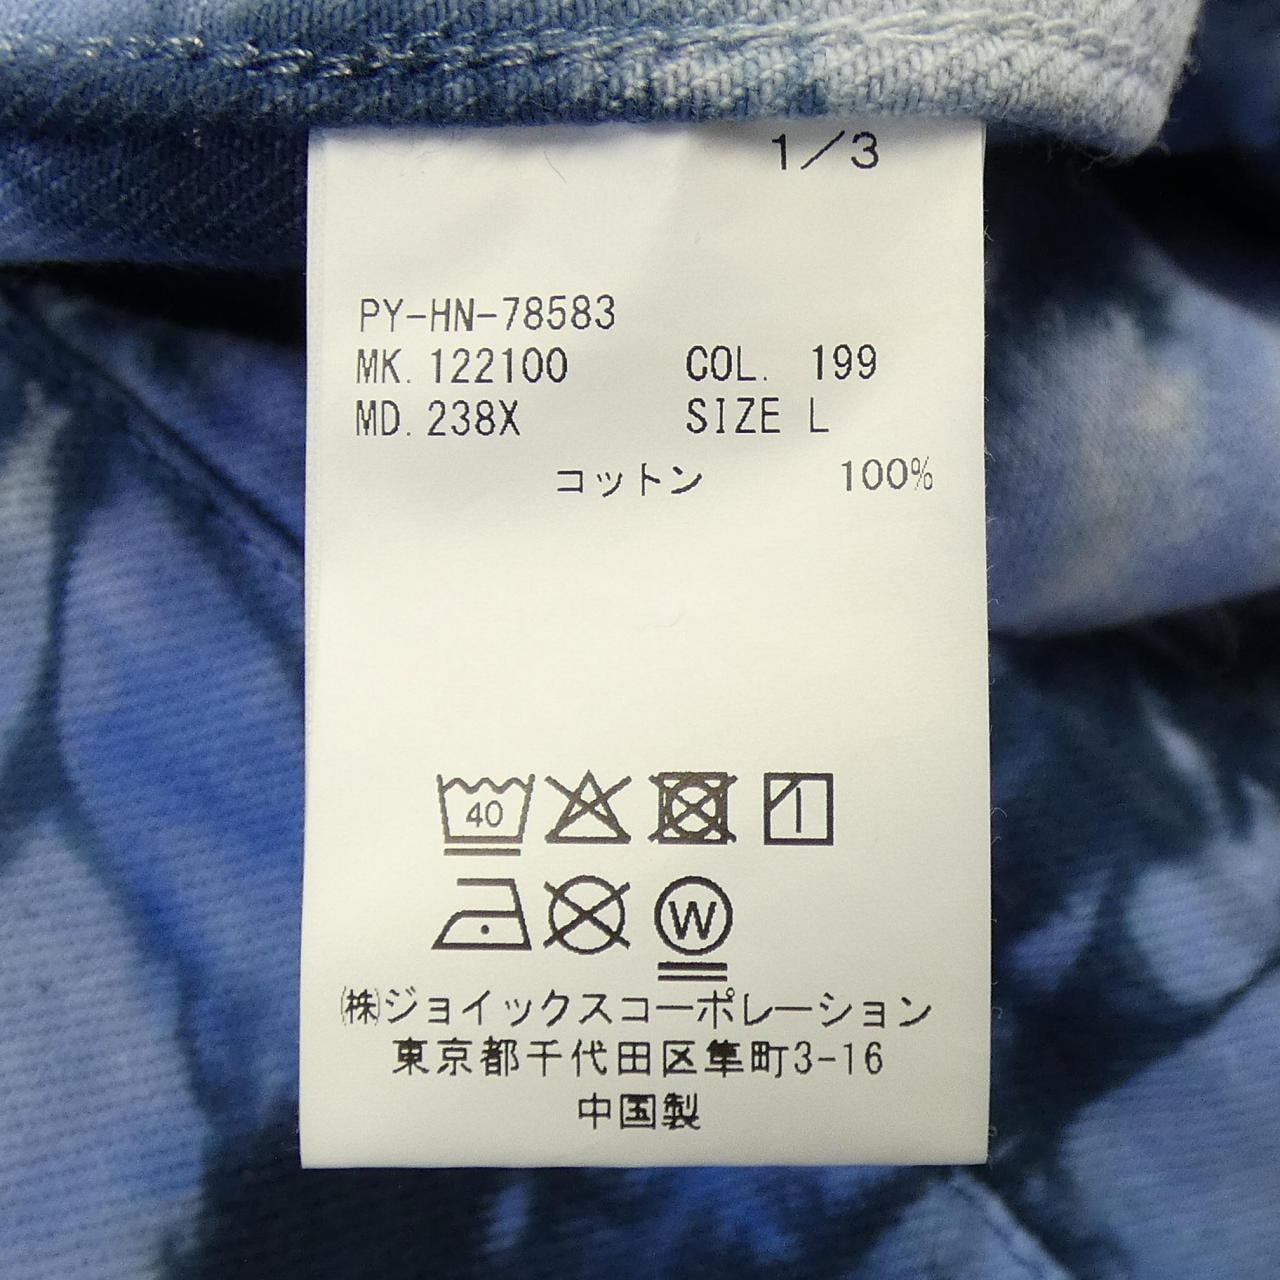 1／3
PY-HN-78583
MK. 122100 COL. 199
MD. 238X SIZE L
コットン 100%
40
W
㈱ジョイックスコーポレーション
東京都千代田区隼町3-16
中国製